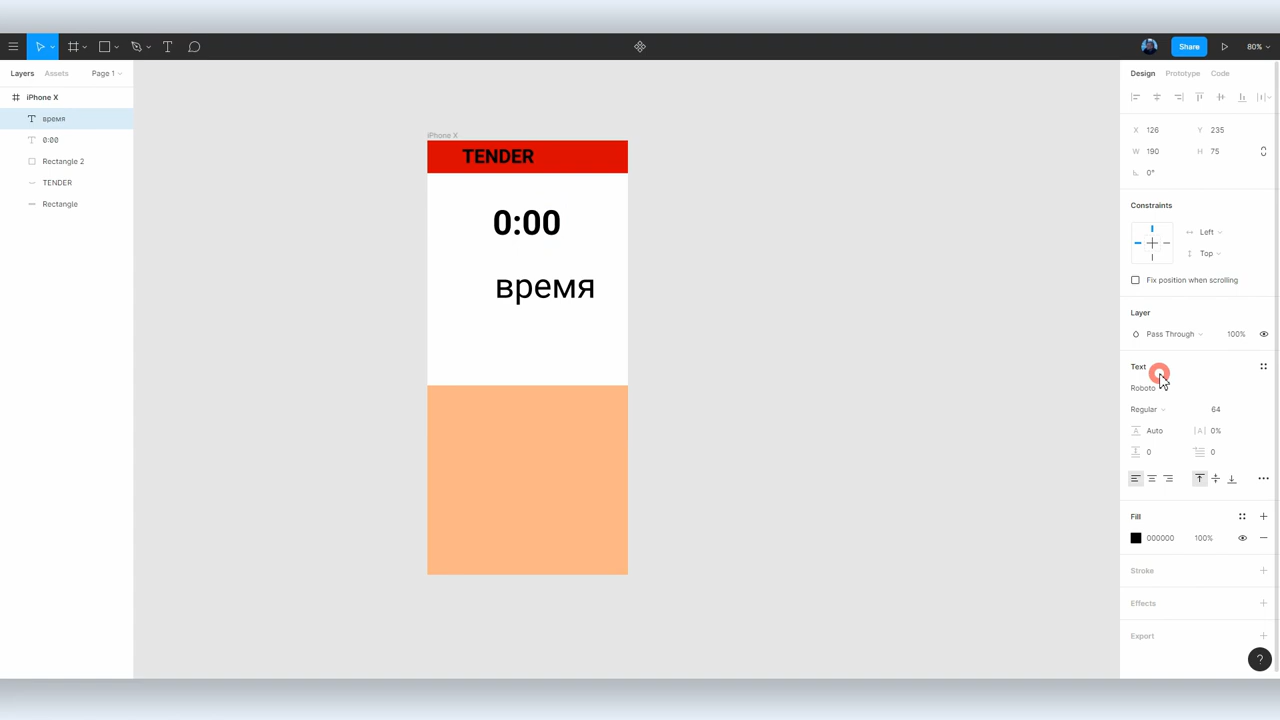 Share
80%
Layers
Assets
Page 1
iPhone X
время
0:00
Rectangle 2
TENDER
Rectangle
iPhone X
TENDER
0:00
время
Design
Prototype
Code
X 126
Y 235
W 190
H 75
0°
Constraints
Left
Top
Fix position when scrolling
Layer
Pass Through
100%
Text
Roboto
Regular
64
A Auto
|A| 0%
0
0
Fill
000000
100%
Stroke
Effects
Export
?